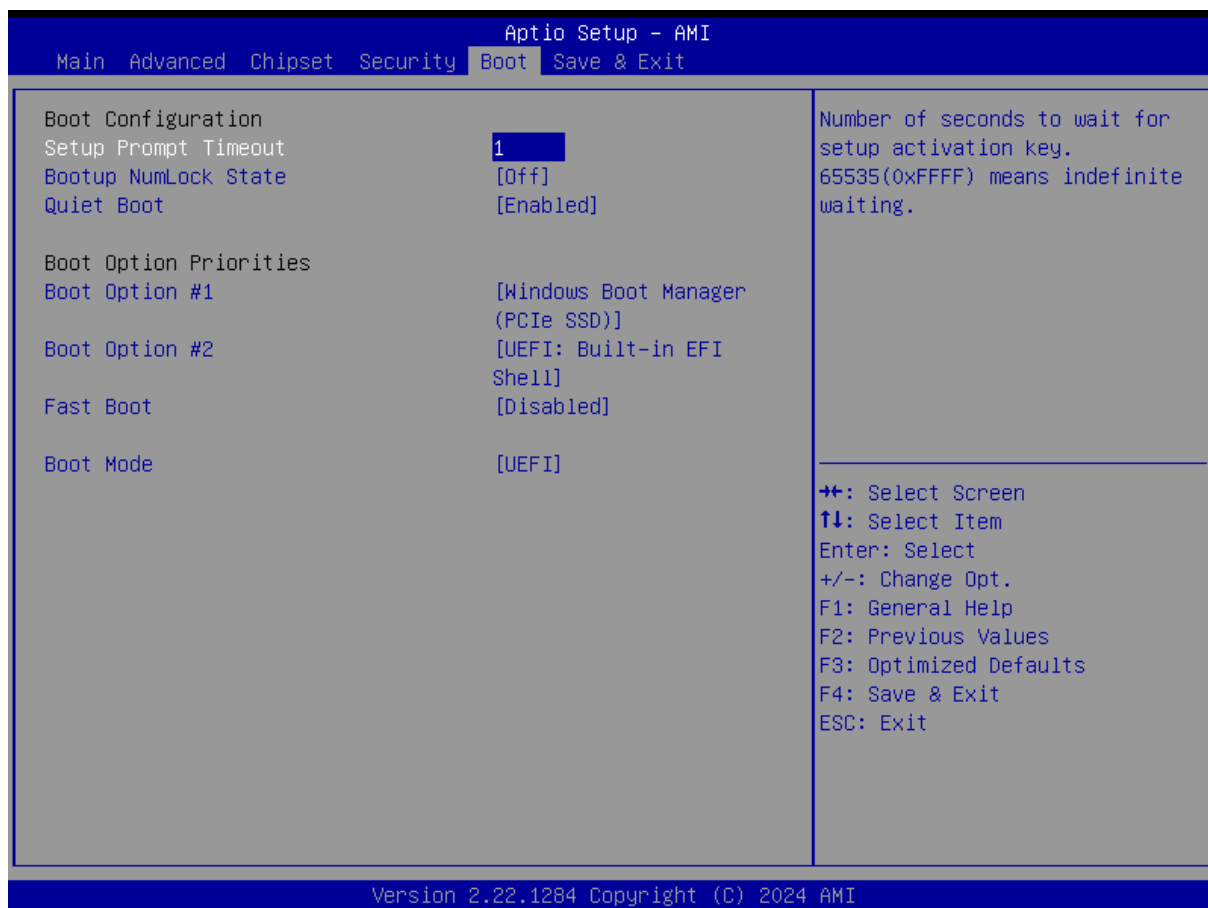 Aptio Setup – AMI
Main Advanced Chipset Security Boot Save & Exit
Boot Configuration
Setup Prompt Timeout 1
Bootup NumLock State [Off]
Quiet Boot [Enabled]
Boot Option Priorities
Boot Option #1 [Windows Boot Manager
(PCIe SSD)]
Boot Option #2 [UEFI: Built-in EFI
Shell]
Fast Boot [Disabled]
Boot Mode [UEFI]
Number of seconds to wait for
setup activation key.
65535(0xFFFF) means indefinite
waiting.
→←: Select Screen
↑↓: Select Item
Enter: Select
+/-: Change Opt.
F1: General Help
F2: Previous Values
F3: Optimized Defaults
F4: Save & Exit
ESC: Exit
Version 2.22.1284 Copyright (C) 2024 AMI